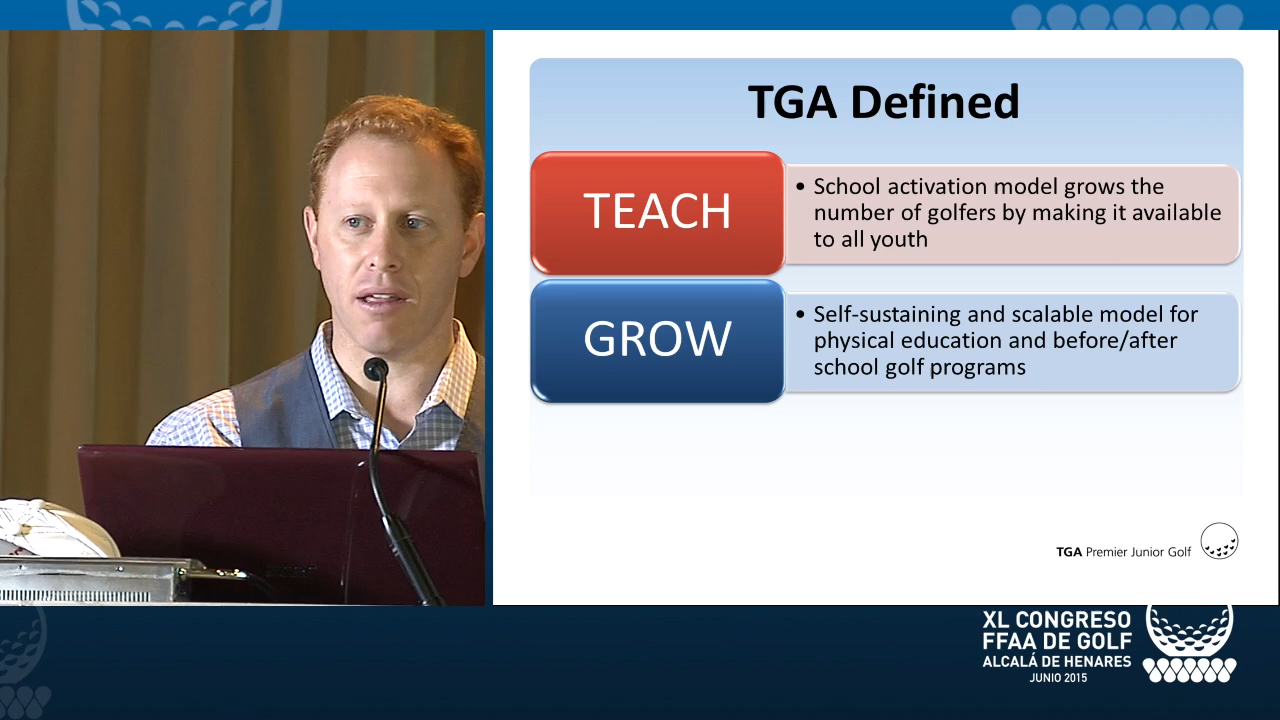 TGA Defined
TEACH
• School activation model grows the
number of golfers by making it available
to all youth
GROW
• Self-sustaining and scalable model for
physical education and before/after
school golf programs
TGA Premier Junior Golf
XL CONGRESO
FFAA DE GOLF
ALCALÁ DE HENARES
JUNIO 2015